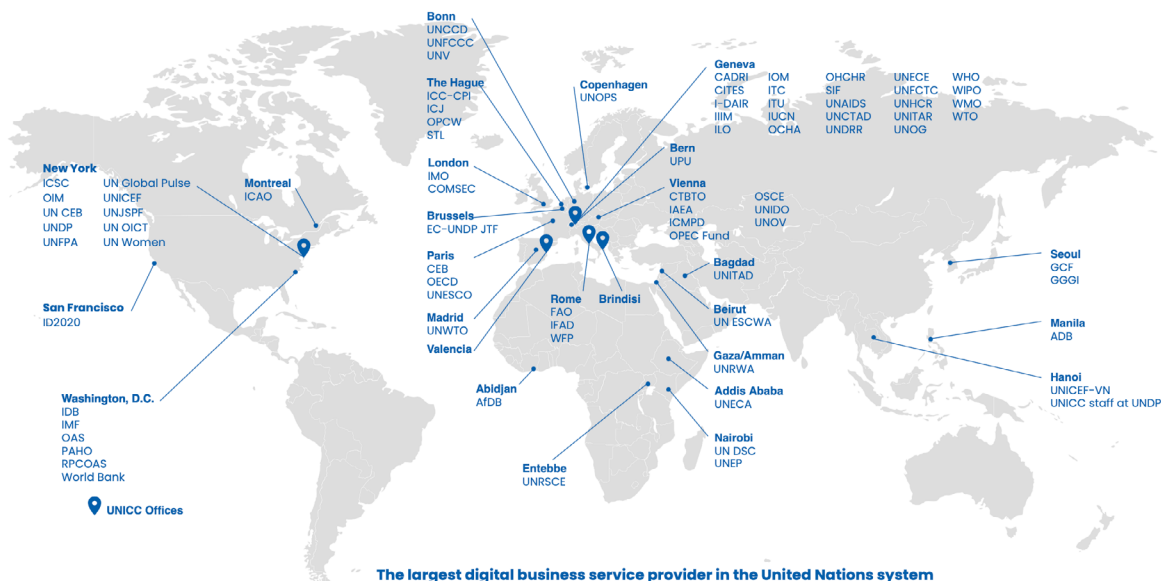 Bonn
UNCCD
UNFCCC
UNV
The Hague
ICC-CPI
ICJ
OPCW
STL
Copenhagen
UNOPS
Geneva
CADRI IOM OHCHR UNECE WHO
CITES ITC SIF UNFCTC WIPO
I-DAIR ITU UNAIDS UNHCR WMO
IIIM IUCN UNCTAD UNITAR WTO
ILO OCHA UNDRR UNOG
Bern
UPU
London
IMO
COMSEC
New York
ICSC UN Global Pulse
OIM UNICEF
UN CEB UNJSPF
UNDP UN OICT
UNFPA UN Women
Montreal
ICAO
Vienna
CTBTO OSCE
IAEA UNIDO
ICMPD UNOV
OPEC Fund
Brussels
EC-UNDP JTF
Paris
CEB
OECD
UNESCO
Bagdad
UNITAD
Seoul
GCF
GGGI
San Francisco
ID2020
Rome
FAO
IFAD
WFP
Brindisi
Beirut
UN ESCWA
Madrid
UNWTO
Valencia
Manila
ADB
Gaza/Amman
UNRWA
Abidjan
AfDB
Addis Ababa
UNECA
Hanoi
UNICEF-VN
UNICC staff at UNDP
Washington, D.C.
IDB
IMF
OAS
PAHO
RPCOAS
World Bank
Nairobi
UN DSC
UNEP
Entebbe
UNRSCE
UNICC Offices
The largest digital business service provider in the United Nations system